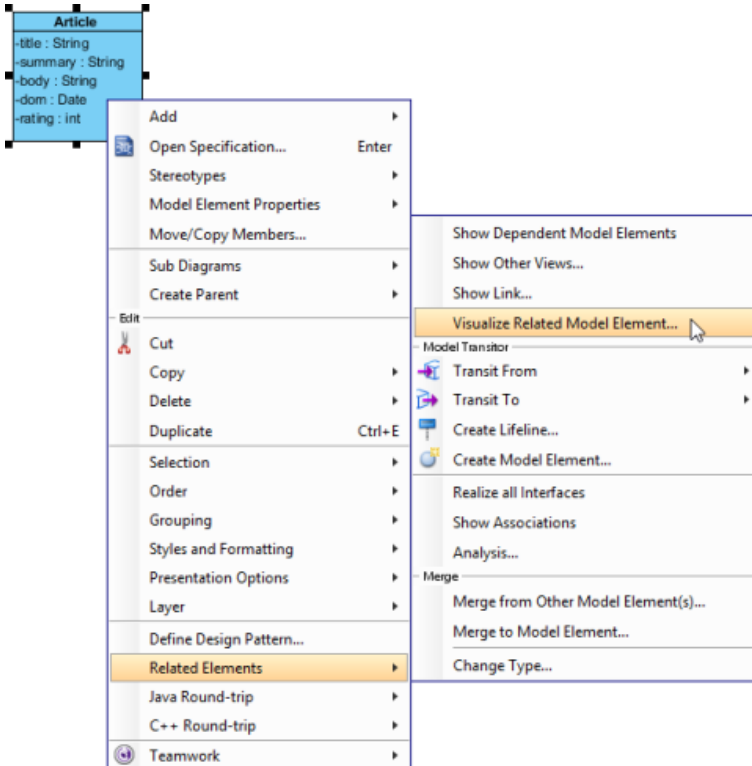 Article
-title : String
-summary : String
-body : String
-dom : Date
-rating : int
Add
Open Specification... Enter
Stereotypes
Model Element Properties
Move/Copy Members...
Sub Diagrams
Create Parent
Edit
Cut
Copy
Delete
Duplicate Ctrl+E
Selection
Order
Grouping
Styles and Formatting
Presentation Options
Layer
Define Design Pattern...
Related Elements
Java Round-trip
C++ Round-trip
Teamwork
Show Dependent Model Elements
Show Other Views...
Show Link...
Visualize Related Model Element...
Model Transitor
Transit From
Transit To
Create Lifeline...
Create Model Element...
Realize all Interfaces
Show Associations
Analysis...
Merge
Merge from Other Model Element(s)...
Merge to Model Element...
Change Type...